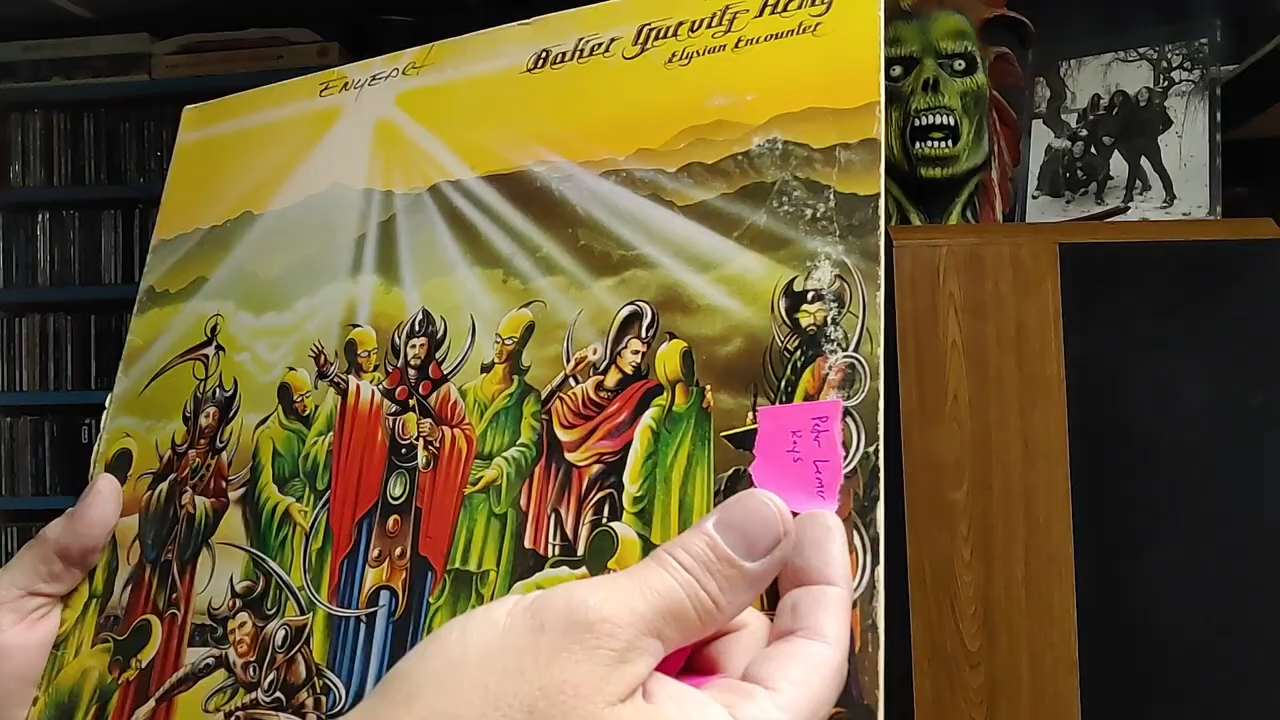 Baker Gurvitz Army
Elysian Encounter
ENYEART
Peter Lemer
Keys